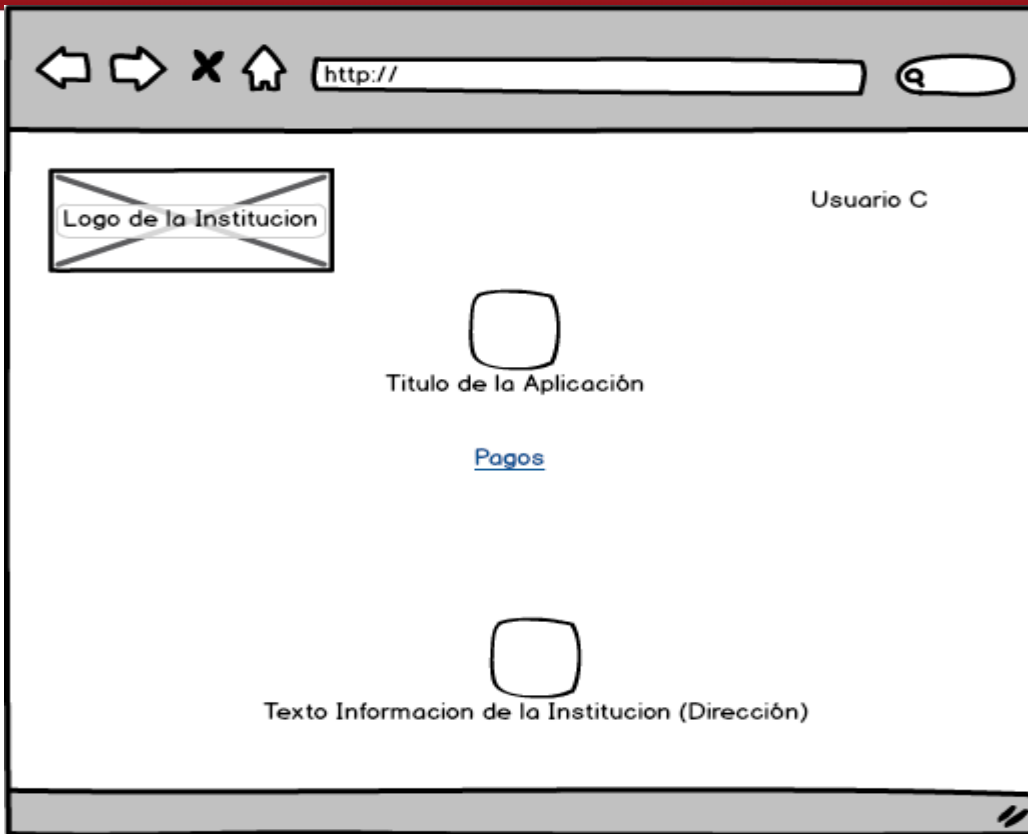 http://
Logo de la Institucion
Usuario C
Titulo de la Aplicación
Pagos
Texto Informacion de la Institucion (Dirección)